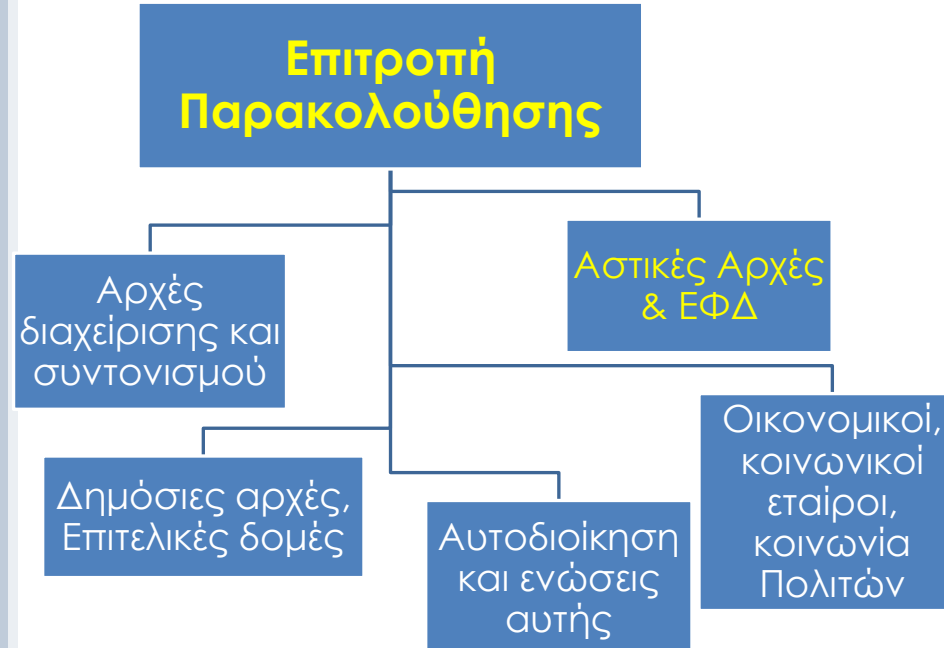 Επιτροπή
Παρακολούθησης
Αρχές
διαχείρισης και
συντονισμού
Αστικές Αρχές
& ΕΦΔ
Δημόσιες αρχές,
Επιτελικές δομές
Αυτοδιοίκηση
και ενώσεις
αυτής
Οικονομικοί,
κοινωνικοί
εταίροι,
κοινωνία
Πολιτών